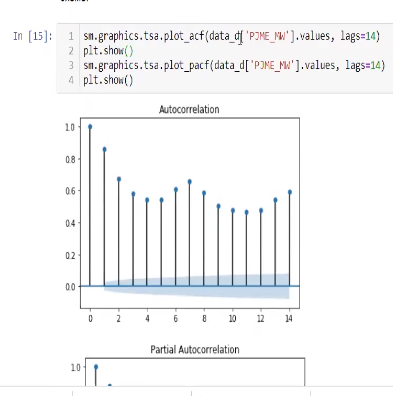 In [15]:
1 sm.graphics.tsa.plot_acf(data_d['PJME_MW'].values, lags=14)
2 plt.show()
3 sm.graphics.tsa.plot_pacf(data_d['PJME_MW'].values, lags=14)
4 plt.show()
Autocorrelation
1.0
0.8
0.6
0.4
0.2
0.0
0 2 4 6 8 10 12 14
Partial Autocorrelation
1.0